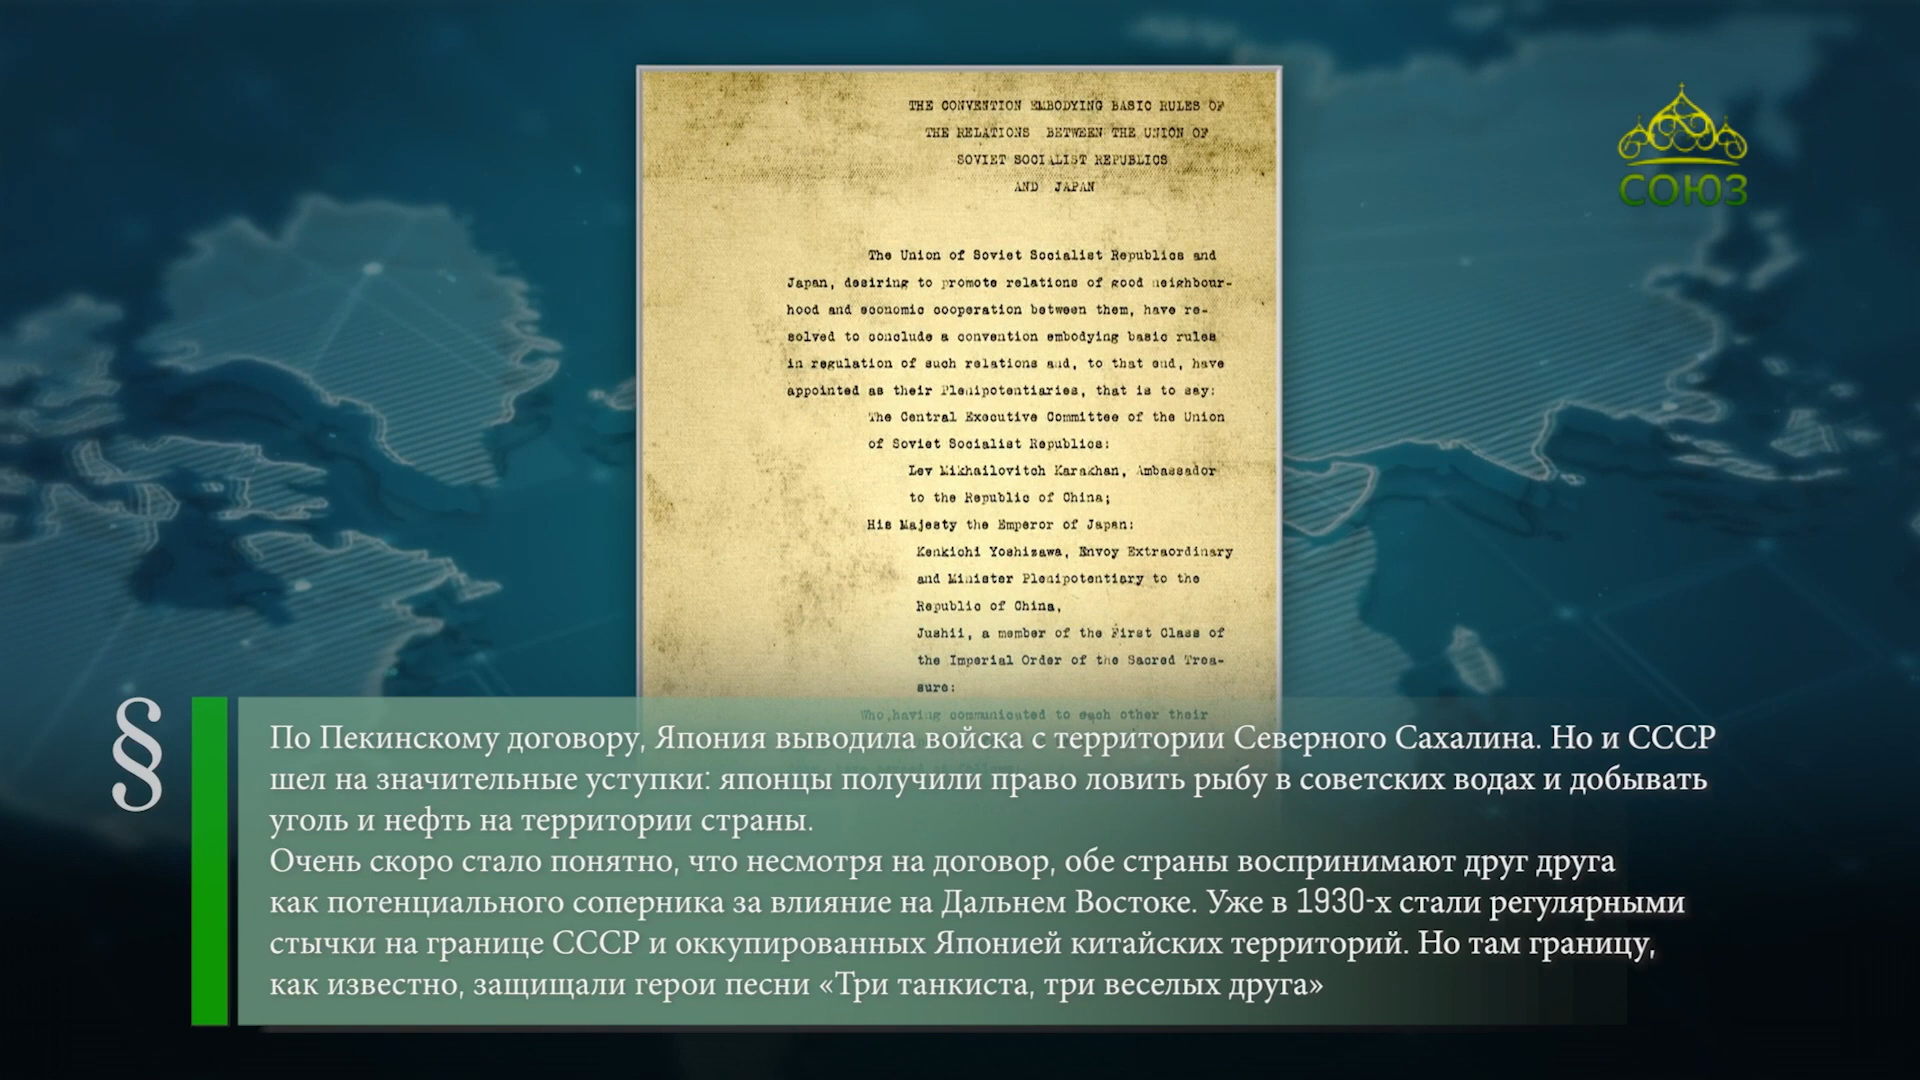 THE CONVENTION EMBODYING BASIC RULES OF
THE RELATIONS BETWEEN THE UNION OF
SOVIET SOCIALIST REPUBLICS
AND JAPAN
СОЮЗ
The Union of Soviet Socialist Republics and
Japan, desiring to promote relations of good neighbour-
hood and economic cooperation between them, have re-
solved to conclude a convention embodying basic rules
in regulation of such relations and, to that end, have
appointed as their Plenipotentiaries, that is to say:
The Central Executive Committee of the Union
of Soviet Socialist Republics:
Lev Mikhailovitch Karakhan, Ambassador
to the Republic of China;
His Majesty the Emperor of Japan:
Kenkichi Yoshizawa, Envoy Extraordinary
and Minister Plenipotentiary to the
Republic of China,
Jushii, a member of the First Class of
the Imperial Order of the Sacred Trea-
sure:
Who,having communicated to each other their
§
По Пекинскому договору, Япония выводила войска с территории Северного Сахалина. Но и СССР
шел на значительные уступки: японцы получили право ловить рыбу в советских водах и добывать
уголь и нефть на территории страны.
Очень скоро стало понятно, что несмотря на договор, обе страны воспринимают друг друга
как потенциального соперника за влияние на Дальнем Востоке. Уже в 1930-х стали регулярными
стычки на границе СССР и оккупированных Японией китайских территорий. Но там границу,
как известно, защищали герои песни «Три танкиста, три веселых друга»